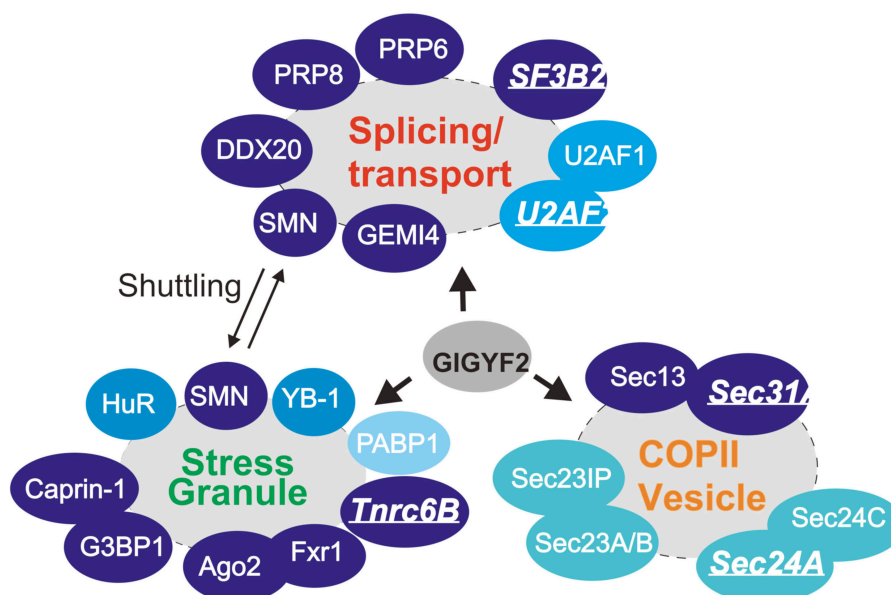 PRP6
PRP8
SF3B2
Splicing/
transport
DDX20
U2AF1
U2AF2
SMN
GEMI4
Shuttling
GIGYF2
HuR
SMN
YB-1
PABP1
Stress
Granule
Caprin-1
Tnrc6B
G3BP1
Ago2
Fxr1
Sec13
Sec31A
COPII
Vesicle
Sec23IP
Sec23A/B
Sec24C
Sec24A